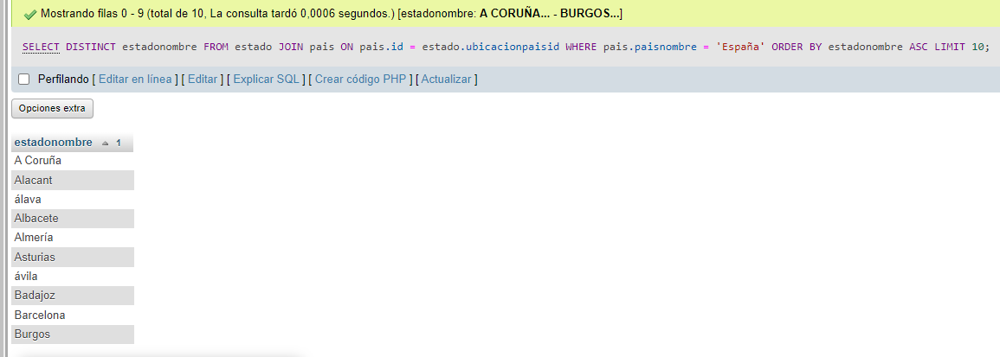 Mostrando filas 0 - 9 (total de 10, La consulta tardó 0,0006 segundos.) [estadonombre: A CORUÑA... - BURGOS...]
SELECT DISTINCT estadonombre FROM estado JOIN pais ON pais.id = estado.ubicacionpaisid WHERE pais.paisnombre = 'España' ORDER BY estadonombre ASC LIMIT 10;
Perfilando [ Editar en línea ] [ Editar ] [ Explicar SQL ] [ Crear código PHP ] [ Actualizar ]
Opciones extra
estadonombre 1
A Coruña
Alacant
álava
Albacete
Almería
Asturias
ávila
Badajoz
Barcelona
Burgos